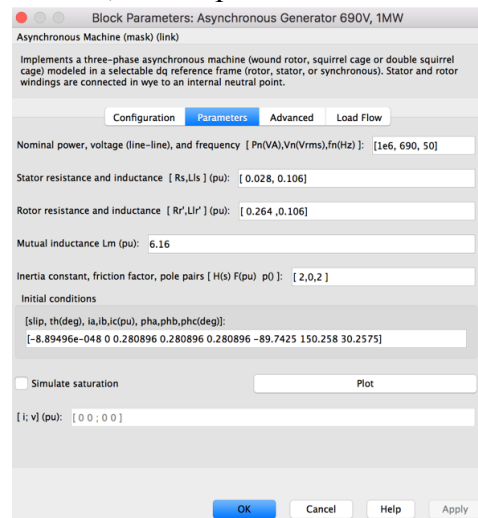 Block Parameters: Asynchronous Generator 690V, 1MW
Asynchronous Machine (mask) (link)
Implements a three-phase asynchronous machine (wound rotor, squirrel cage or double squirrel
cage) modeled in a selectable dq reference frame (rotor, stator, or synchronous). Stator and rotor
windings are connected in wye to an internal neutral point.
Configuration Parameters Advanced Load Flow
Nominal power, voltage (line-line), and frequency [ Pn(VA),Vn(Vrms),fn(Hz) ]: [1e6, 690, 50]
Stator resistance and inductance [ Rs,Lls ] (pu): [ 0.028, 0.106]
Rotor resistance and inductance [ Rr',Llr' ] (pu): [ 0.264 ,0.106]
Mutual inductance Lm (pu): 6.16
Inertia constant, friction factor, pole pairs [ H(s) F(pu) p() ]: [ 2,0,2 ]
Initial conditions
[slip, th(deg), ia,ib,ic(pu), pha,phb,phc(deg)]:
[-8.89496e-048 0 0.280896 0.280896 0.280896 -89.7425 150.258 30.2575]
Simulate saturation Plot
[ i; v] (pu): [ 0 0 ; 0 0 ]
OK Cancel Help Apply